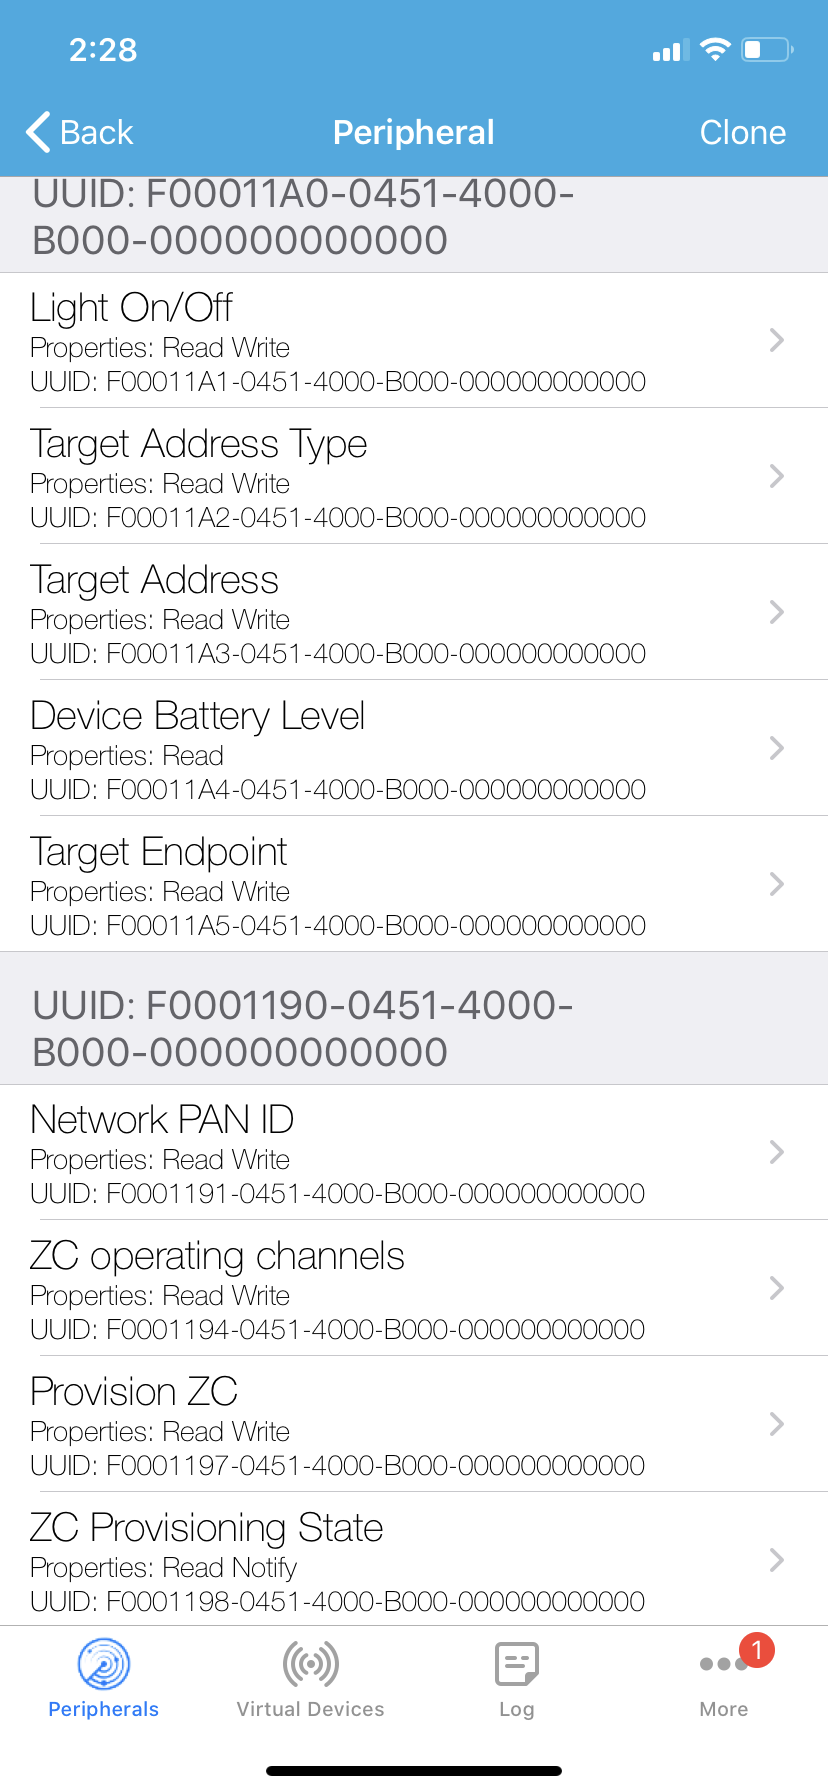 2:28
Back
Peripheral
Clone
UUID: F00011A0-0451-4000-
B000-000000000000
Light On/Off
Properties: Read Write
UUID: F00011A1-0451-4000-B000-000000000000
Target Address Type
Properties: Read Write
UUID: F00011A2-0451-4000-B000-000000000000
Target Address
Properties: Read Write
UUID: F00011A3-0451-4000-B000-000000000000
Device Battery Level
Properties: Read
UUID: F00011A4-0451-4000-B000-000000000000
Target Endpoint
Properties: Read Write
UUID: F00011A5-0451-4000-B000-000000000000
UUID: F0001190-0451-4000-
B000-000000000000
Network PAN ID
Properties: Read Write
UUID: F0001191-0451-4000-B000-000000000000
ZC operating channels
Properties: Read Write
UUID: F0001194-0451-4000-B000-000000000000
Provision ZC
Properties: Read Write
UUID: F0001197-0451-4000-B000-000000000000
ZC Provisioning State
Properties: Read Notify
UUID: F0001198-0451-4000-B000-000000000000
1
Peripherals
Virtual Devices
Log
More